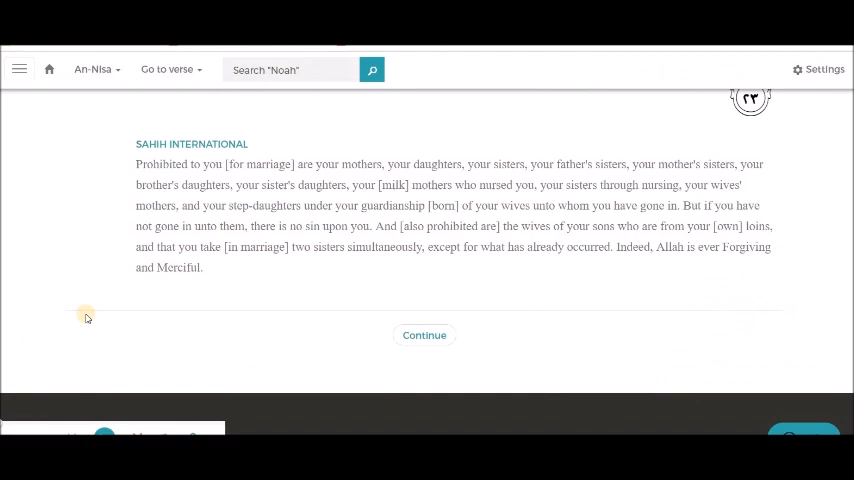 An-Nisa
Go to verse
Search "Noah"
Settings
٢٣
SAHIH INTERNATIONAL
Prohibited to you [for marriage] are your mothers, your daughters, your sisters, your father's sisters, your mother's sisters, your
brother's daughters, your sister's daughters, your [milk] mothers who nursed you, your sisters through nursing, your wives'
mothers, and your step-daughters under your guardianship [born] of your wives unto whom you have gone in. But if you have
not gone in unto them, there is no sin upon you. And [also prohibited are] the wives of your sons who are from your [own] loins,
and that you take [in marriage] two sisters simultaneously, except for what has already occurred. Indeed, Allah is ever Forgiving
and Merciful.
Continue